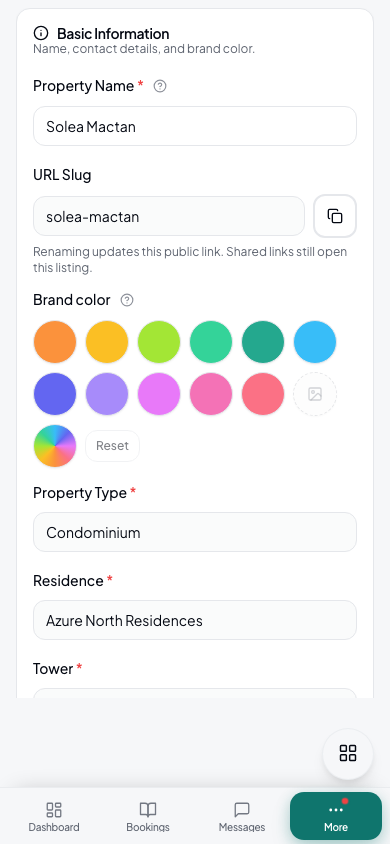 Basic Information
Name, contact details, and brand color.
Property Name *
Solea Mactan
URL Slug
solea-mactan
Renaming updates this public link. Shared links still open
this listing.
Brand color
Reset
Property Type *
Condominium
Residence *
Azure North Residences
Tower *
Dashboard
Bookings
Messages
More